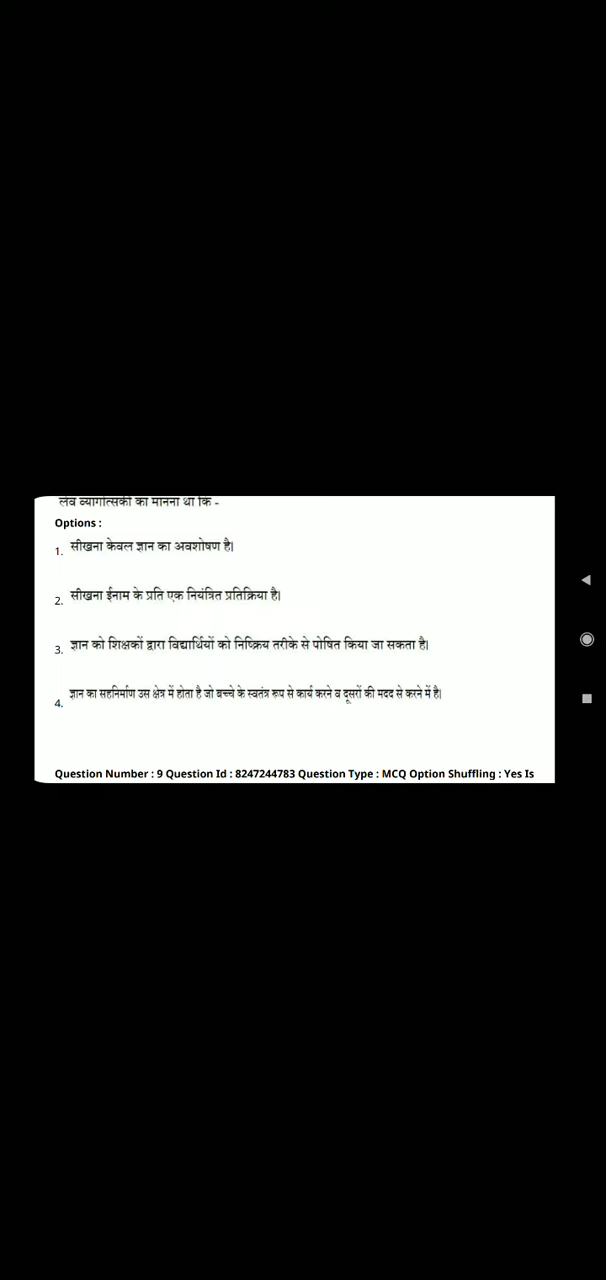 लेव व्यागोत्सकी का मानना था कि -
Options :
1. सीखना केवल ज्ञान का अवशोषण है।
2. सीखना ईनाम के प्रति एक नियंत्रित प्रतिक्रिया है।
3. ज्ञान को शिक्षकों द्वारा विद्यार्थियों को निष्क्रिय तरीके से पोषित किया जा सकता है।
4. ज्ञान का सहनिर्माण उस क्षेत्र में होता है जो बच्चे के स्वतंत्र रूप से कार्य करने व दूसरों की मदद से करने में है।
Question Number : 9 Question Id : 8247244783 Question Type : MCQ Option Shuffling : Yes Is